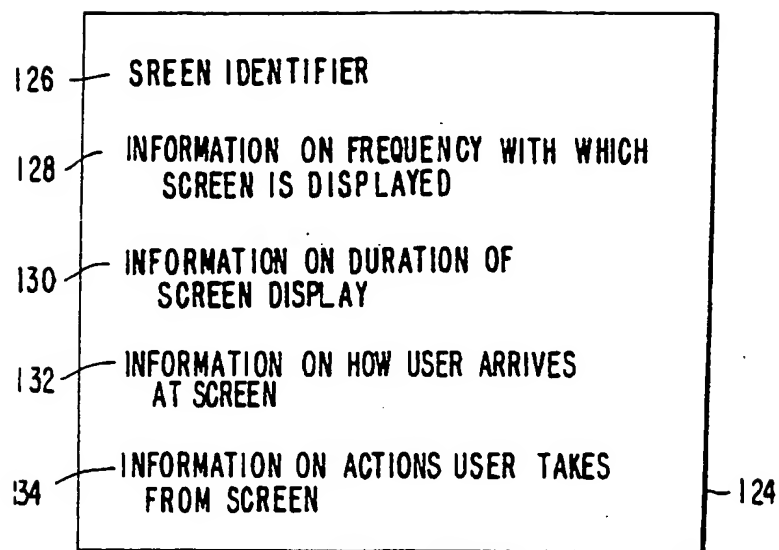 126 SREEN IDENTIFIER
128 INFORMATION ON FREQUENCY WITH WHICH
SCREEN IS DISPLAYED
130 INFORMATION ON DURATION OF
SCREEN DISPLAY
132 INFORMATION ON HOW USER ARRIVES
AT SCREEN
134 INFORMATION ON ACTIONS USER TAKES
FROM SCREEN
124